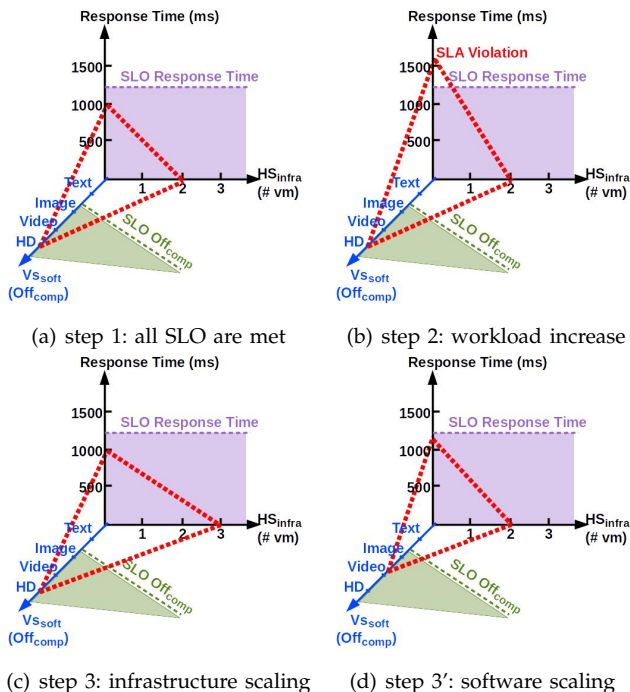 Response Time (ms)
1500
SLO Response Time
1000
500
HSinfra
(# vm)
1 2 3
Text
Image
Video
HD
SLO Offcomp
Vssoft
(Offcomp)
(a) step 1: all SLO are met
Response Time (ms)
SLA Violation
1500
SLO Response Time
1000
500
HSinfra
(# vm)
1 2 3
Text
Image
Video
HD
SLO Offcomp
Vssoft
(Offcomp)
(b) step 2: workload increase
Response Time (ms)
1500
SLO Response Time
1000
500
HSinfra
(# vm)
1 2 3
Text
Image
Video
HD
SLO Offcomp
Vssoft
(Offcomp)
(c) step 3: infrastructure scaling
Response Time (ms)
1500
SLO Response Time
1000
500
HSinfra
(# vm)
1 2 3
Text
Image
Video
HD
SLO Offcomp
Vssoft
(Offcomp)
(d) step 3': software scaling